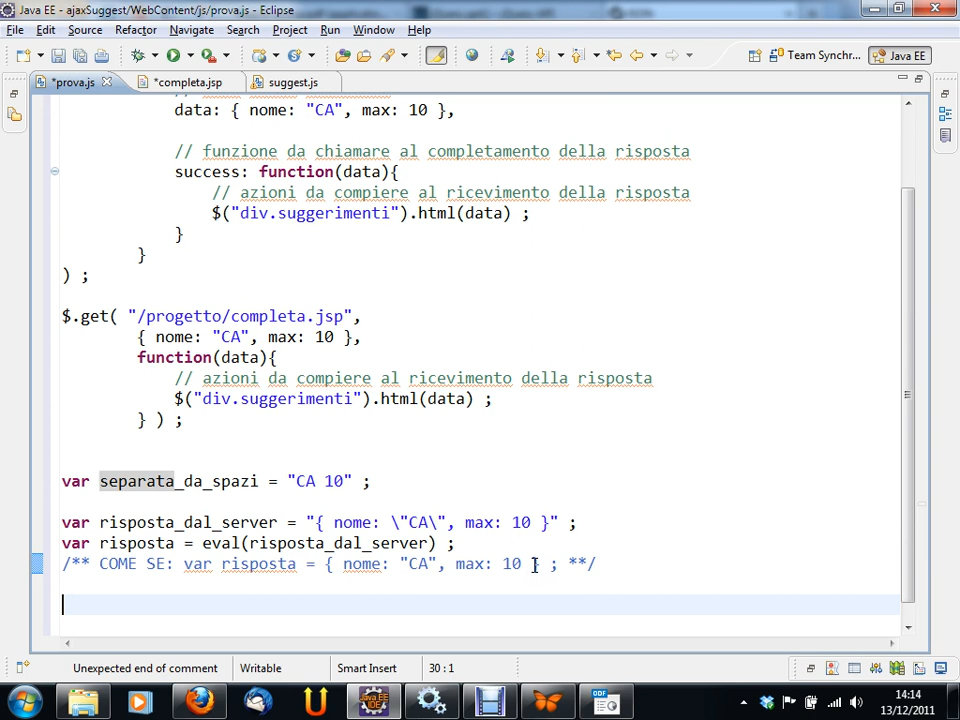 Java EE - ajaxSuggest/WebContent/js/prova.js - Eclipse
File Edit Source Refactor Navigate Search Project Run Window Help
Team Synchr... Java EE
*prova.js *completa.jsp suggest.js
data: { nome: "CA", max: 10 },
// funzione da chiamare al completamento della risposta
success: function(data){
// azioni da compiere al ricevimento della risposta
$("div.suggerimenti").html(data) ;
}
}
) ;
$.get( "/progetto/completa.jsp",
{ nome: "CA", max: 10 },
function(data){
// azioni da compiere al ricevimento della risposta
$("div.suggerimenti").html(data) ;
} ) ;
var separata_da_spazi = "CA 10" ;
var risposta_dal_server = "{ nome: \"CA\", max: 10 }" ;
var risposta = eval(risposta_dal_server) ;
/** COME SE: var risposta = { nome: "CA", max: 10 } ; **/
Unexpected end of comment Writable Smart Insert 30 : 1
14:14
13/12/2011